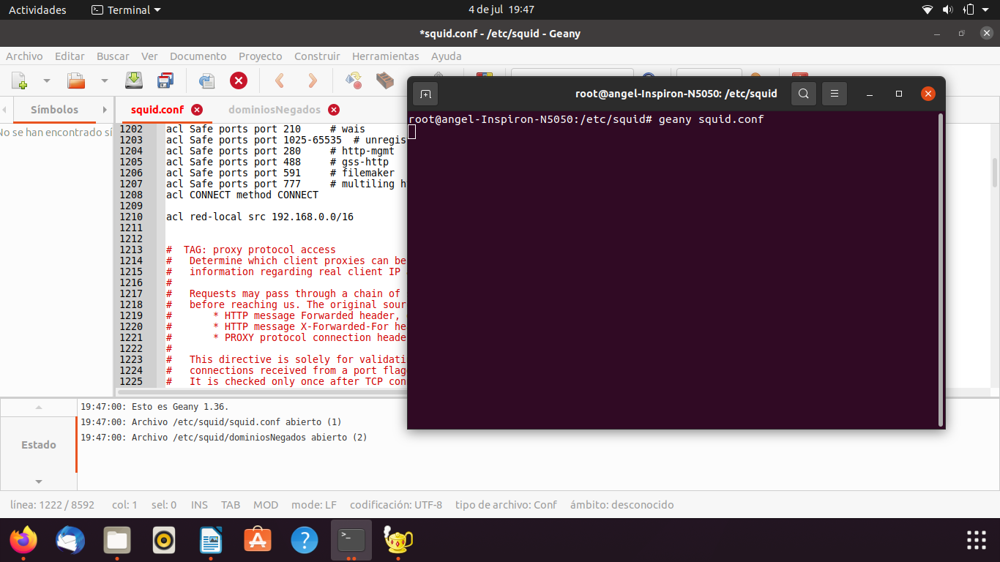 Actividades
Terminal
4 de jul 19:47
*squid.conf - /etc/squid - Geany
Archivo Editar Buscar Ver Documento Proyecto Construir Herramientas Ayuda
root@angel-Inspiron-N5050: /etc/squid
root@angel-Inspiron-N5050:/etc/squid# geany squid.conf
Símbolos
No se han encontrado sí
squid.conf
dominiosNegados
1202 acl Safe ports port 210 # wais
1203 acl Safe ports port 1025-65535 # unregis
1204 acl Safe ports port 280 # http-mgmt
1205 acl Safe ports port 488 # gss-http
1206 acl Safe ports port 591 # filemaker
1207 acl Safe ports port 777 # multiling h
1208 acl CONNECT method CONNECT
1209
1210 acl red-local src 192.168.0.0/16
1211
1212
1213 # TAG: proxy protocol access
1214 # Determine which client proxies can be
1215 # information regarding real client IP
1216 #
1217 # Requests may pass through a chain of
1218 # before reaching us. The original sour
1219 # * HTTP message Forwarded header,
1220 # * HTTP message X-Forwarded-For hea
1221 # * PROXY protocol connection heade
1222 #
1223 # This directive is solely for validati
1224 # connections received from a port flag
1225 # It is checked only once after TCP con
Estado
19:47:00: Esto es Geany 1.36.
19:47:00: Archivo /etc/squid/squid.conf abierto (1)
19:47:00: Archivo /etc/squid/dominiosNegados abierto (2)
línea: 1222 / 8592 col: 1 sel: 0 INS TAB MOD mode: LF codificación: UTF-8 tipo de archivo: Conf ámbito: desconocido